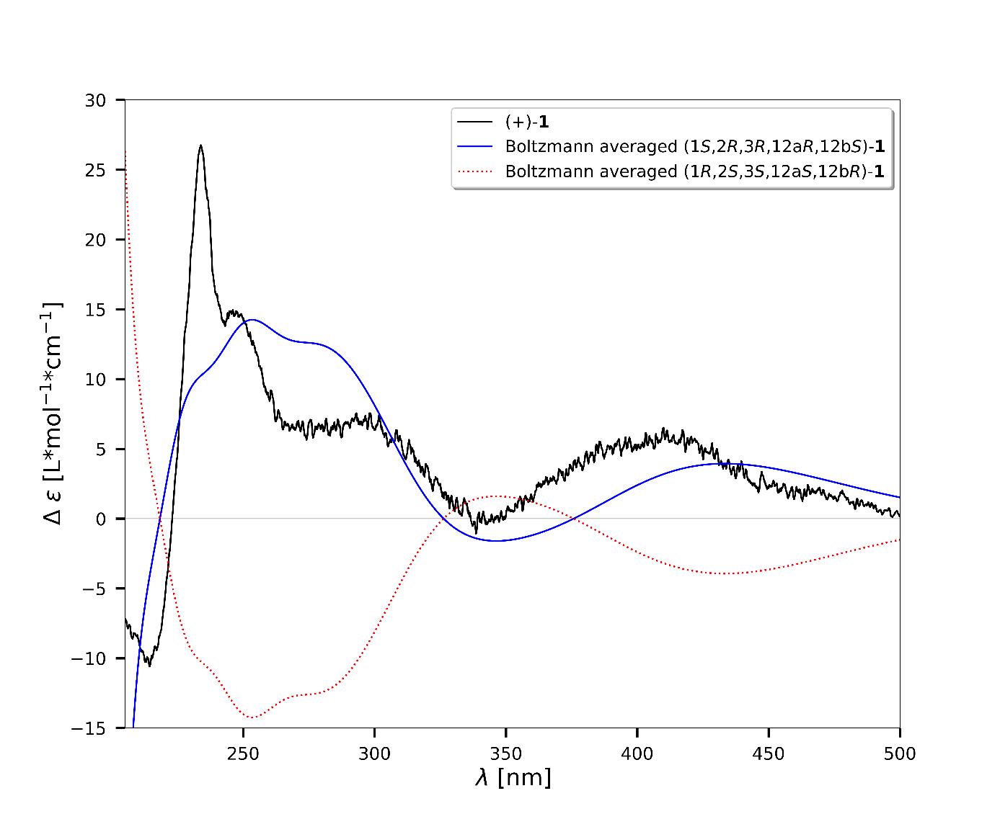 (+)-1
Boltzmann averaged (1S,2R,3R,12aR,12bS)-1
Boltzmann averaged (1R,2S,3S,12aS,12bR)-1
30
25
20
15
10
5
0
−5
−10
−15
Δ ε [L*mol⁻¹*cm⁻¹]
250 300 350 400 450 500
λ [nm]